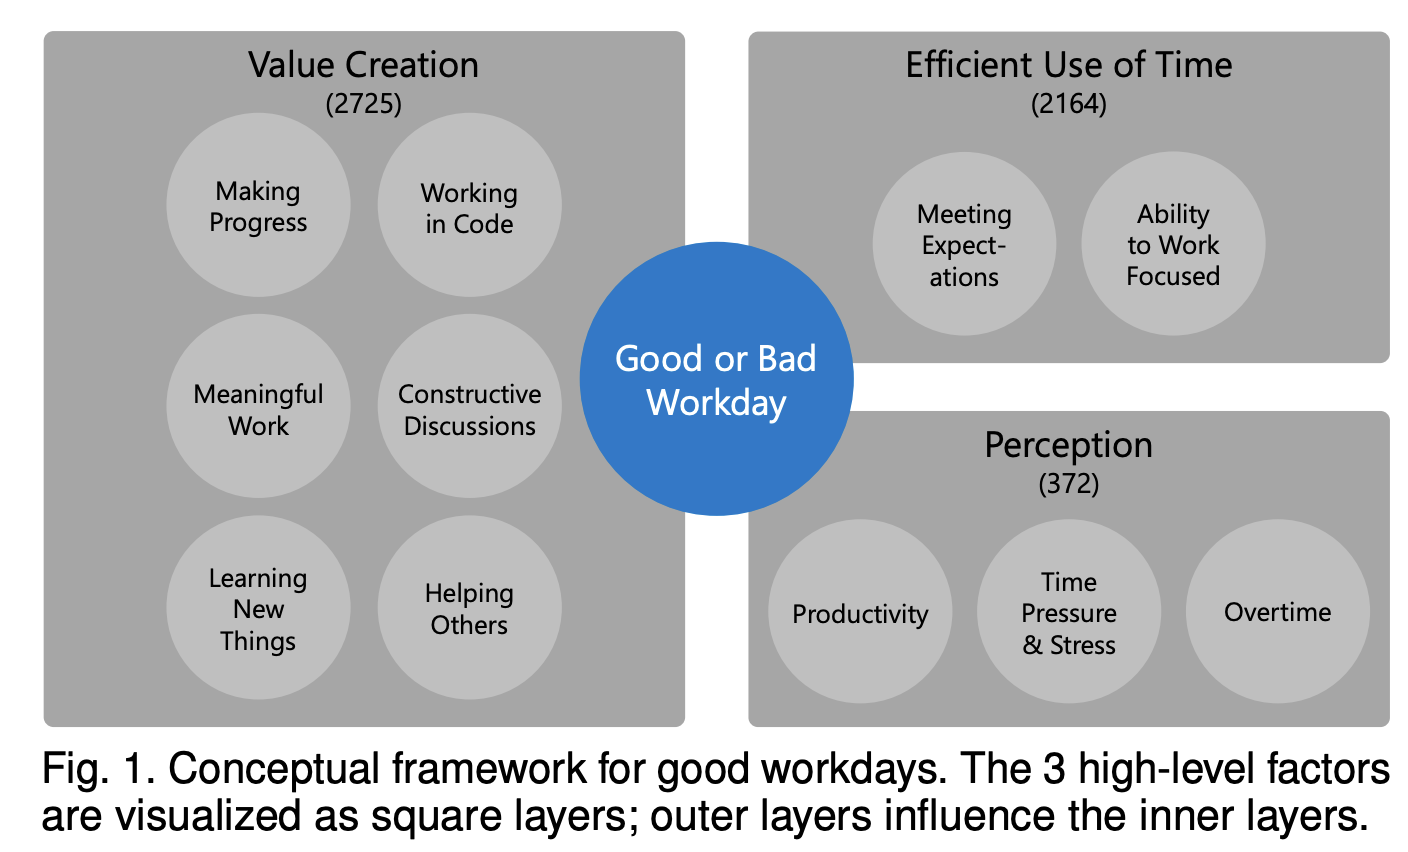 Value Creation
(2725)
Making
Progress
Working
in Code
Meaningful
Work
Constructive
Discussions
Learning
New
Things
Helping
Others
Good or Bad
Workday
Efficient Use of Time
(2164)
Meeting
Expect-
ations
Ability
to Work
Focused
Perception
(372)
Productivity
Time
Pressure
& Stress
Overtime
Fig. 1. Conceptual framework for good workdays. The 3 high-level factors
are visualized as square layers; outer layers influence the inner layers.